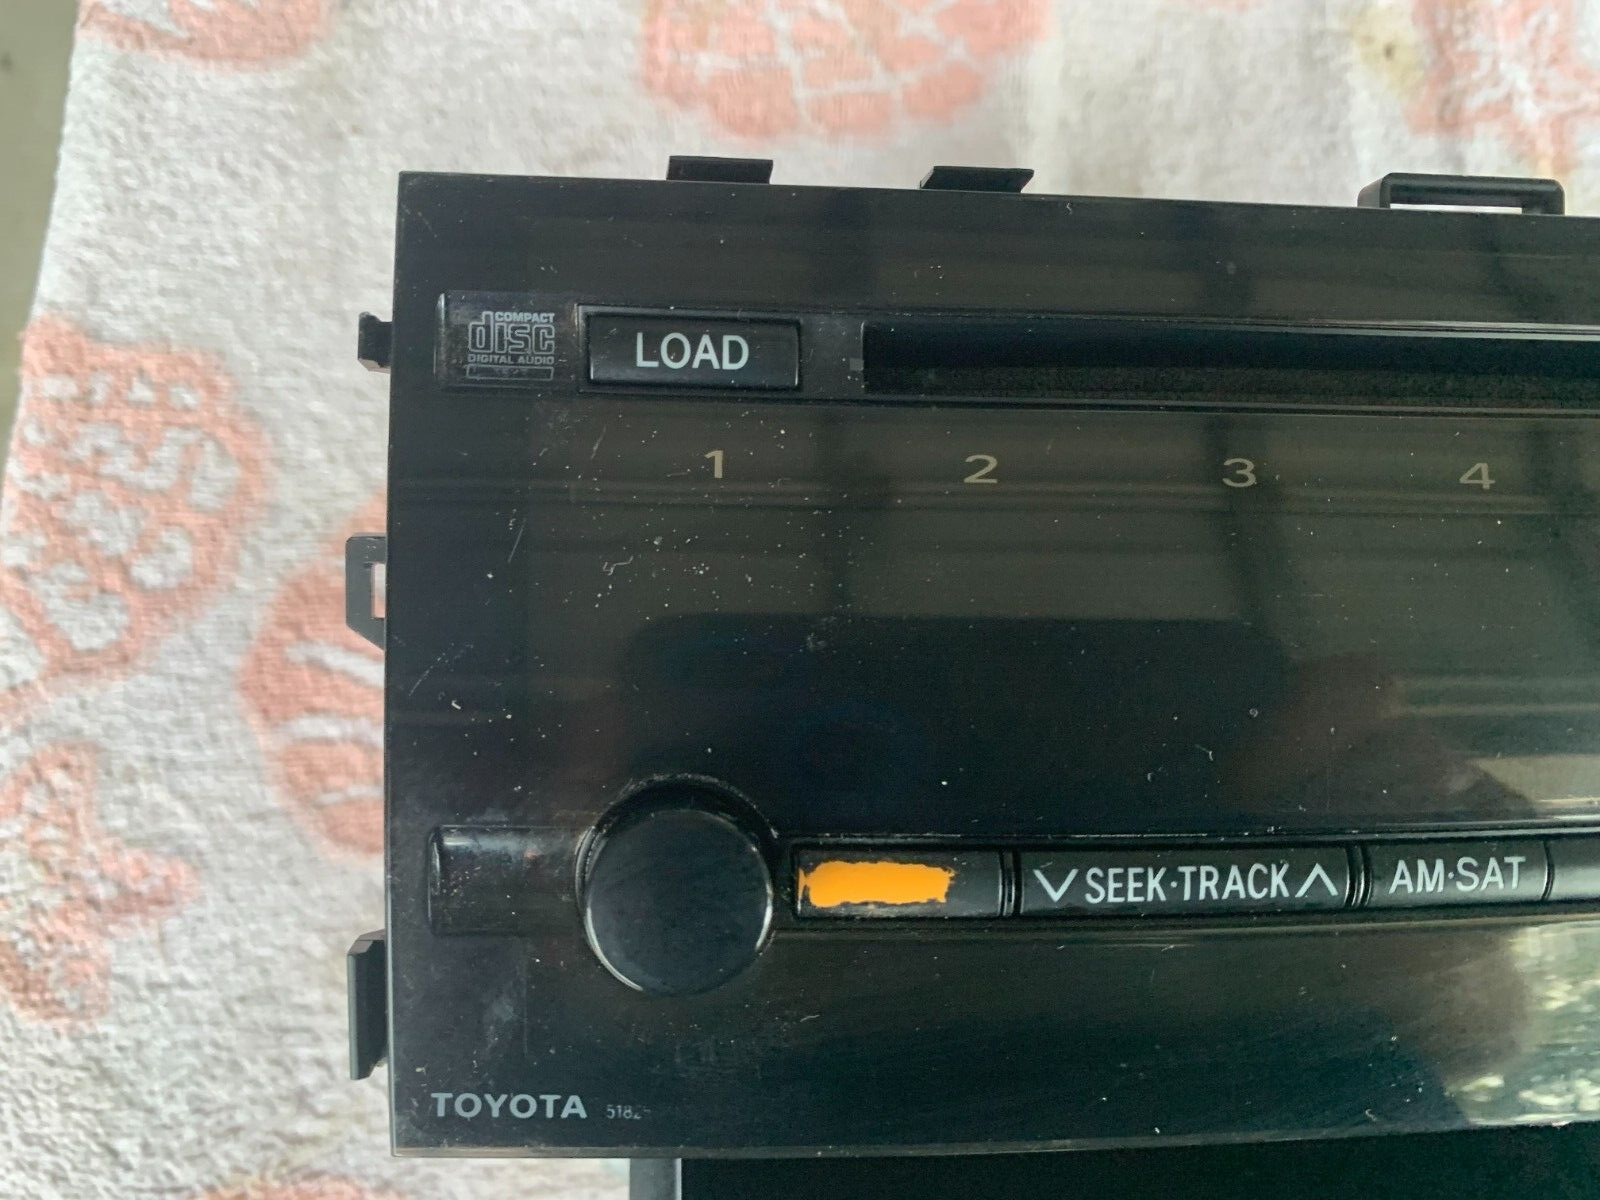 COMPACT
disc
DIGITAL AUDIO
LOAD
1 2 3 4
SEEK·TRACK
AM·SAT
TOYOTA